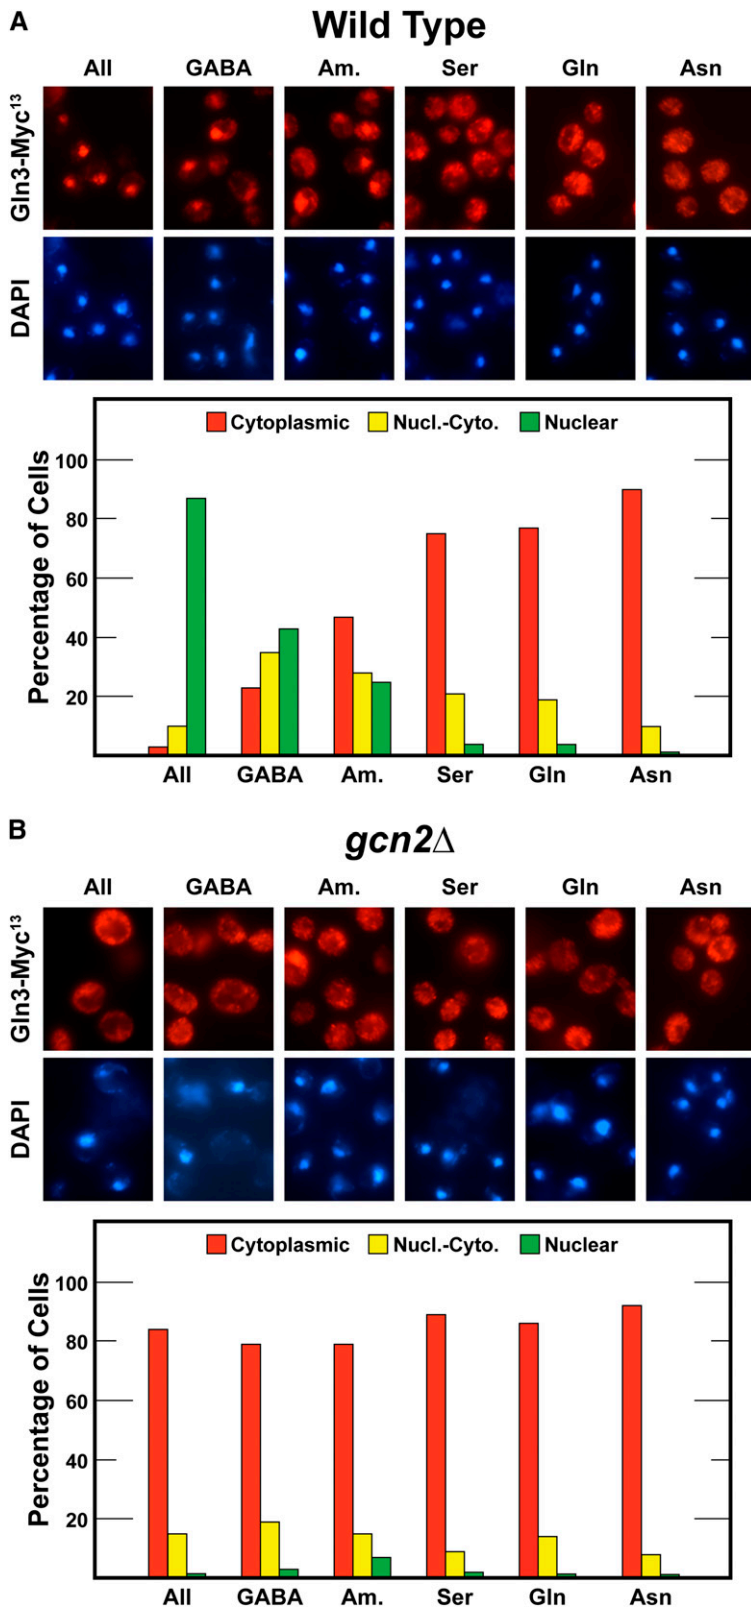 A
Wild Type
All GABA Am. Ser Gln Asn
Gln3-Myc¹³
DAPI
Cytoplasmic Nucl.-Cyto. Nuclear
Percentage of Cells
100
80
60
40
20
All GABA Am. Ser Gln Asn
B
gcn2Δ
All GABA Am. Ser Gln Asn
Gln3-Myc¹³
DAPI
Cytoplasmic Nucl.-Cyto. Nuclear
Percentage of Cells
100
80
60
40
20
All GABA Am. Ser Gln Asn